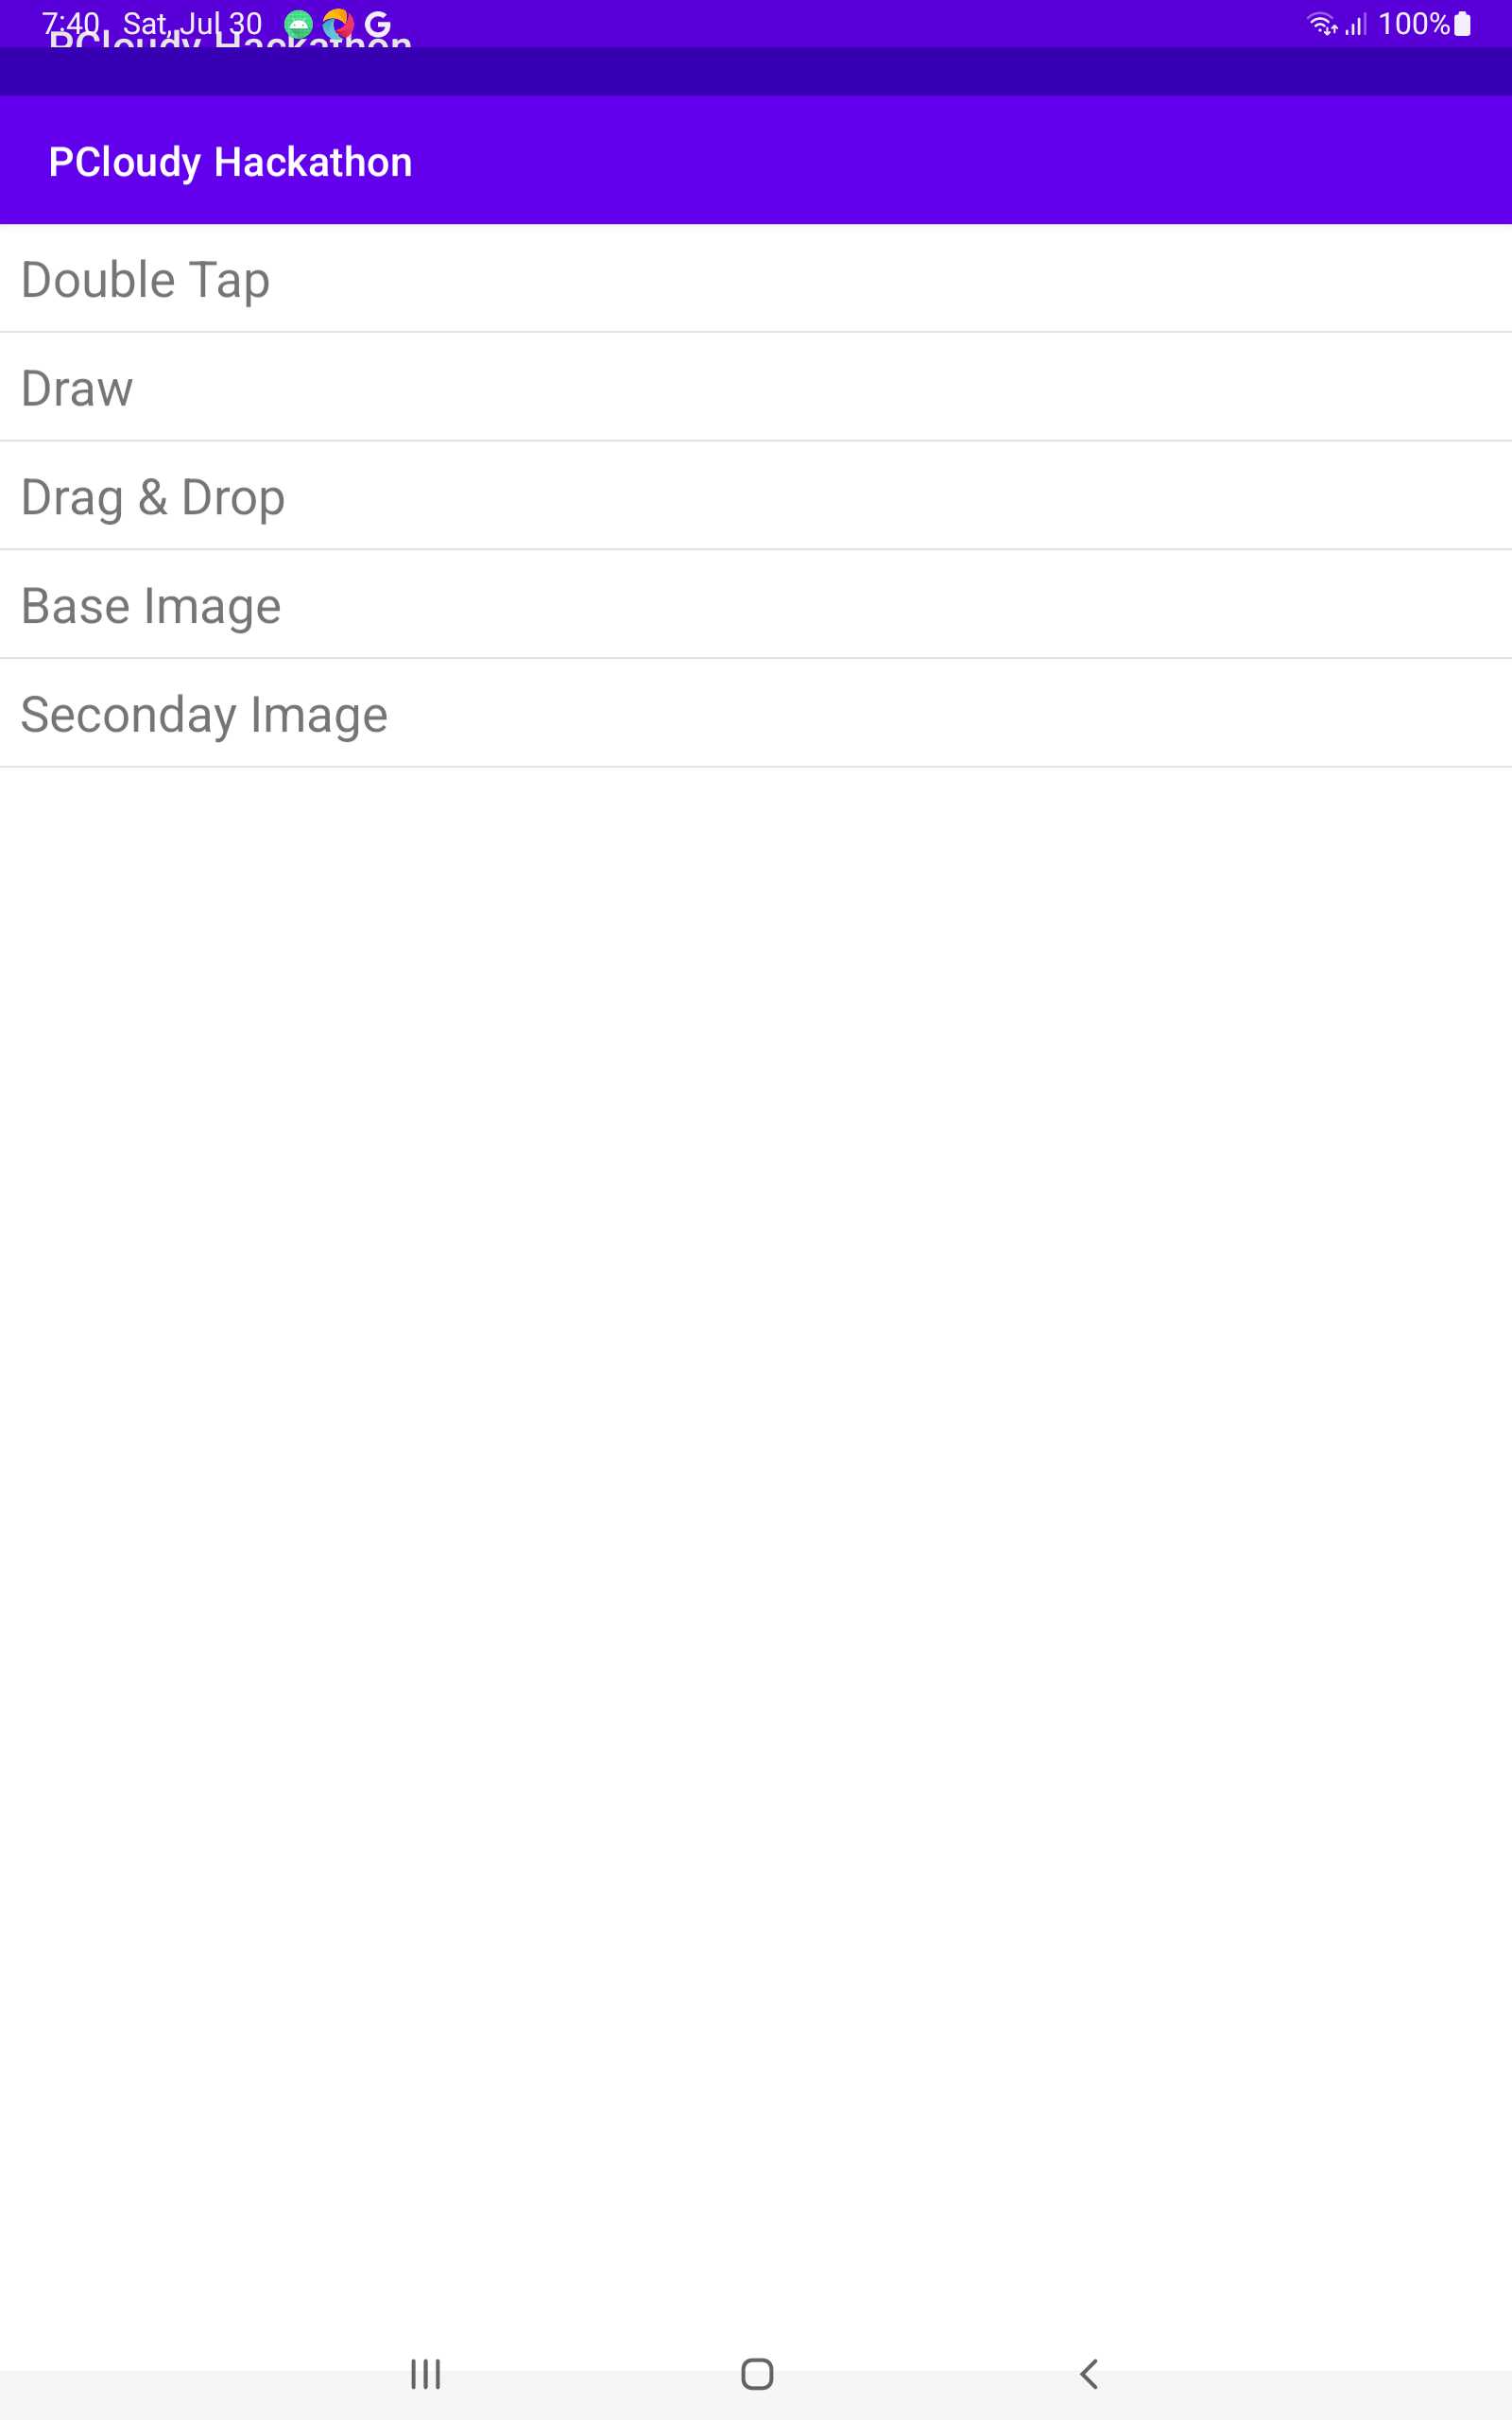 7:40 Sat, Jul 30 100%
PCloudy Hackathon
PCloudy Hackathon
Double Tap
Draw
Drag & Drop
Base Image
Seconday Image